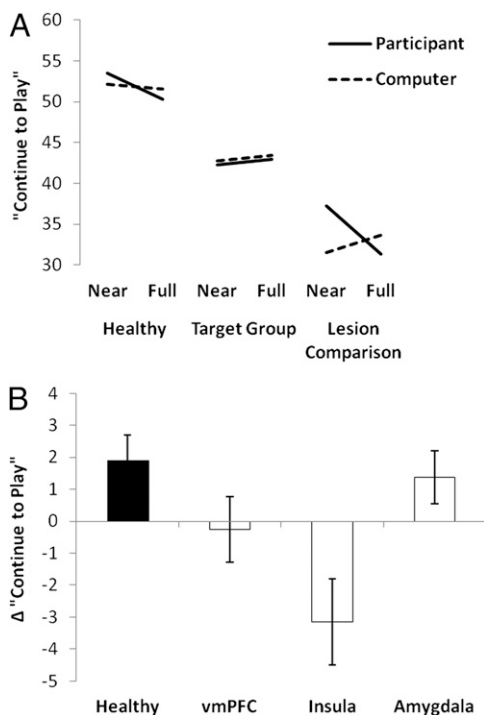 A
60
55
50
45
40
35
30
"Continue to Play"
Participant
Computer
Near Full Near Full Near Full
Healthy Target Group Lesion
Comparison
B
4
3
2
1
0
-1
-2
-3
-4
-5
Δ "Continue to Play"
Healthy vmPFC Insula Amygdala